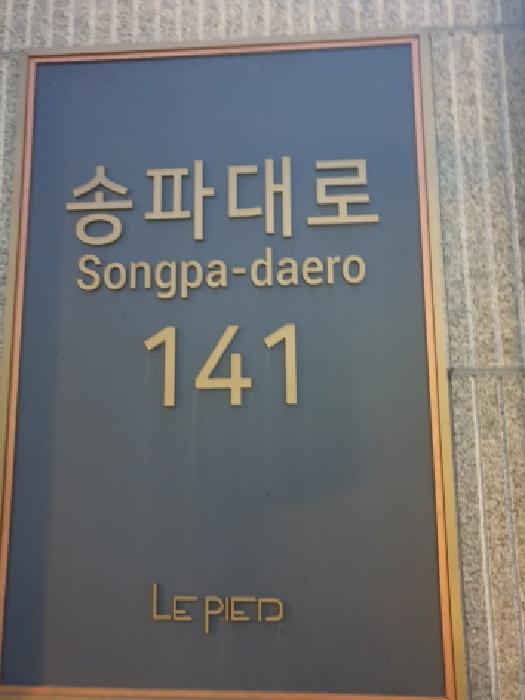 송파대로
Songpa-daero
141
LE PIED